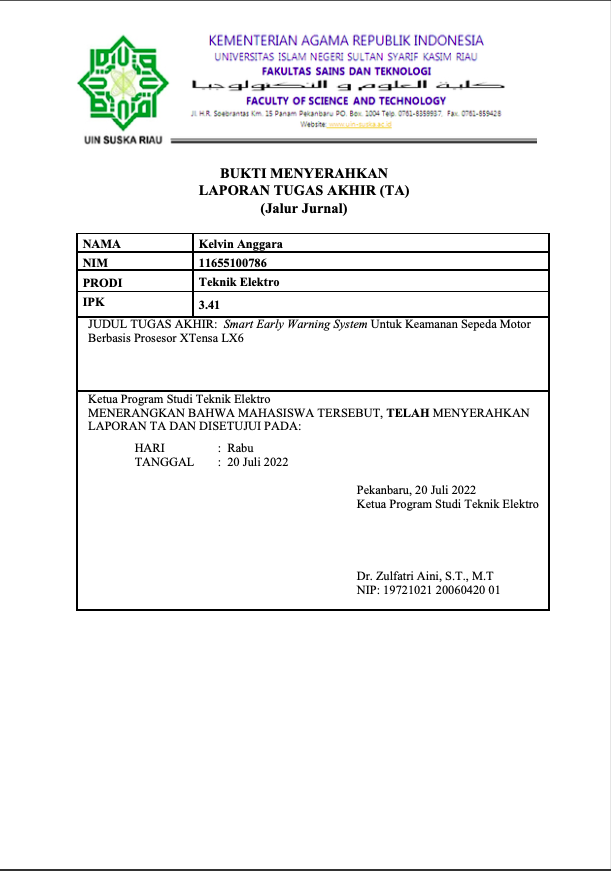 UIN SUSKA RIAU
KEMENTERIAN AGAMA REPUBLIK INDONESIA
UNIVERSITAS ISLAM NEGERI SULTAN SYARIF KASIM RIAU
FAKULTAS SAINS DAN TEKNOLOGI
كلية العلوم و التكنولوجيا
FACULTY OF SCIENCE AND TECHNOLOGY
Jl. H.R. Soebrantas Km. 15 Panam Pekanbaru PO. Box. 1004 Telp. 0761-8359937, Fax. 0761-859428
Website: www.uin-suska.ac.id
BUKTI MENYERAHKAN
LAPORAN TUGAS AKHIR (TA)
(Jalur Jurnal)
NAMA Kelvin Anggara
NIM 11655100786
PRODI Teknik Elektro
IPK 3.41
JUDUL TUGAS AKHIR: Smart Early Warning System Untuk Keamanan Sepeda Motor
Berbasis Prosesor XTensa LX6
Ketua Program Studi Teknik Elektro
MENERANGKAN BAHWA MAHASISWA TERSEBUT, TELAH MENYERAHKAN
LAPORAN TA DAN DISETUJUI PADA:
HARI : Rabu
TANGGAL : 20 Juli 2022
Pekanbaru, 20 Juli 2022
Ketua Program Studi Teknik Elektro
Dr. Zulfatri Aini, S.T., M.T
NIP: 19721021 20060420 01